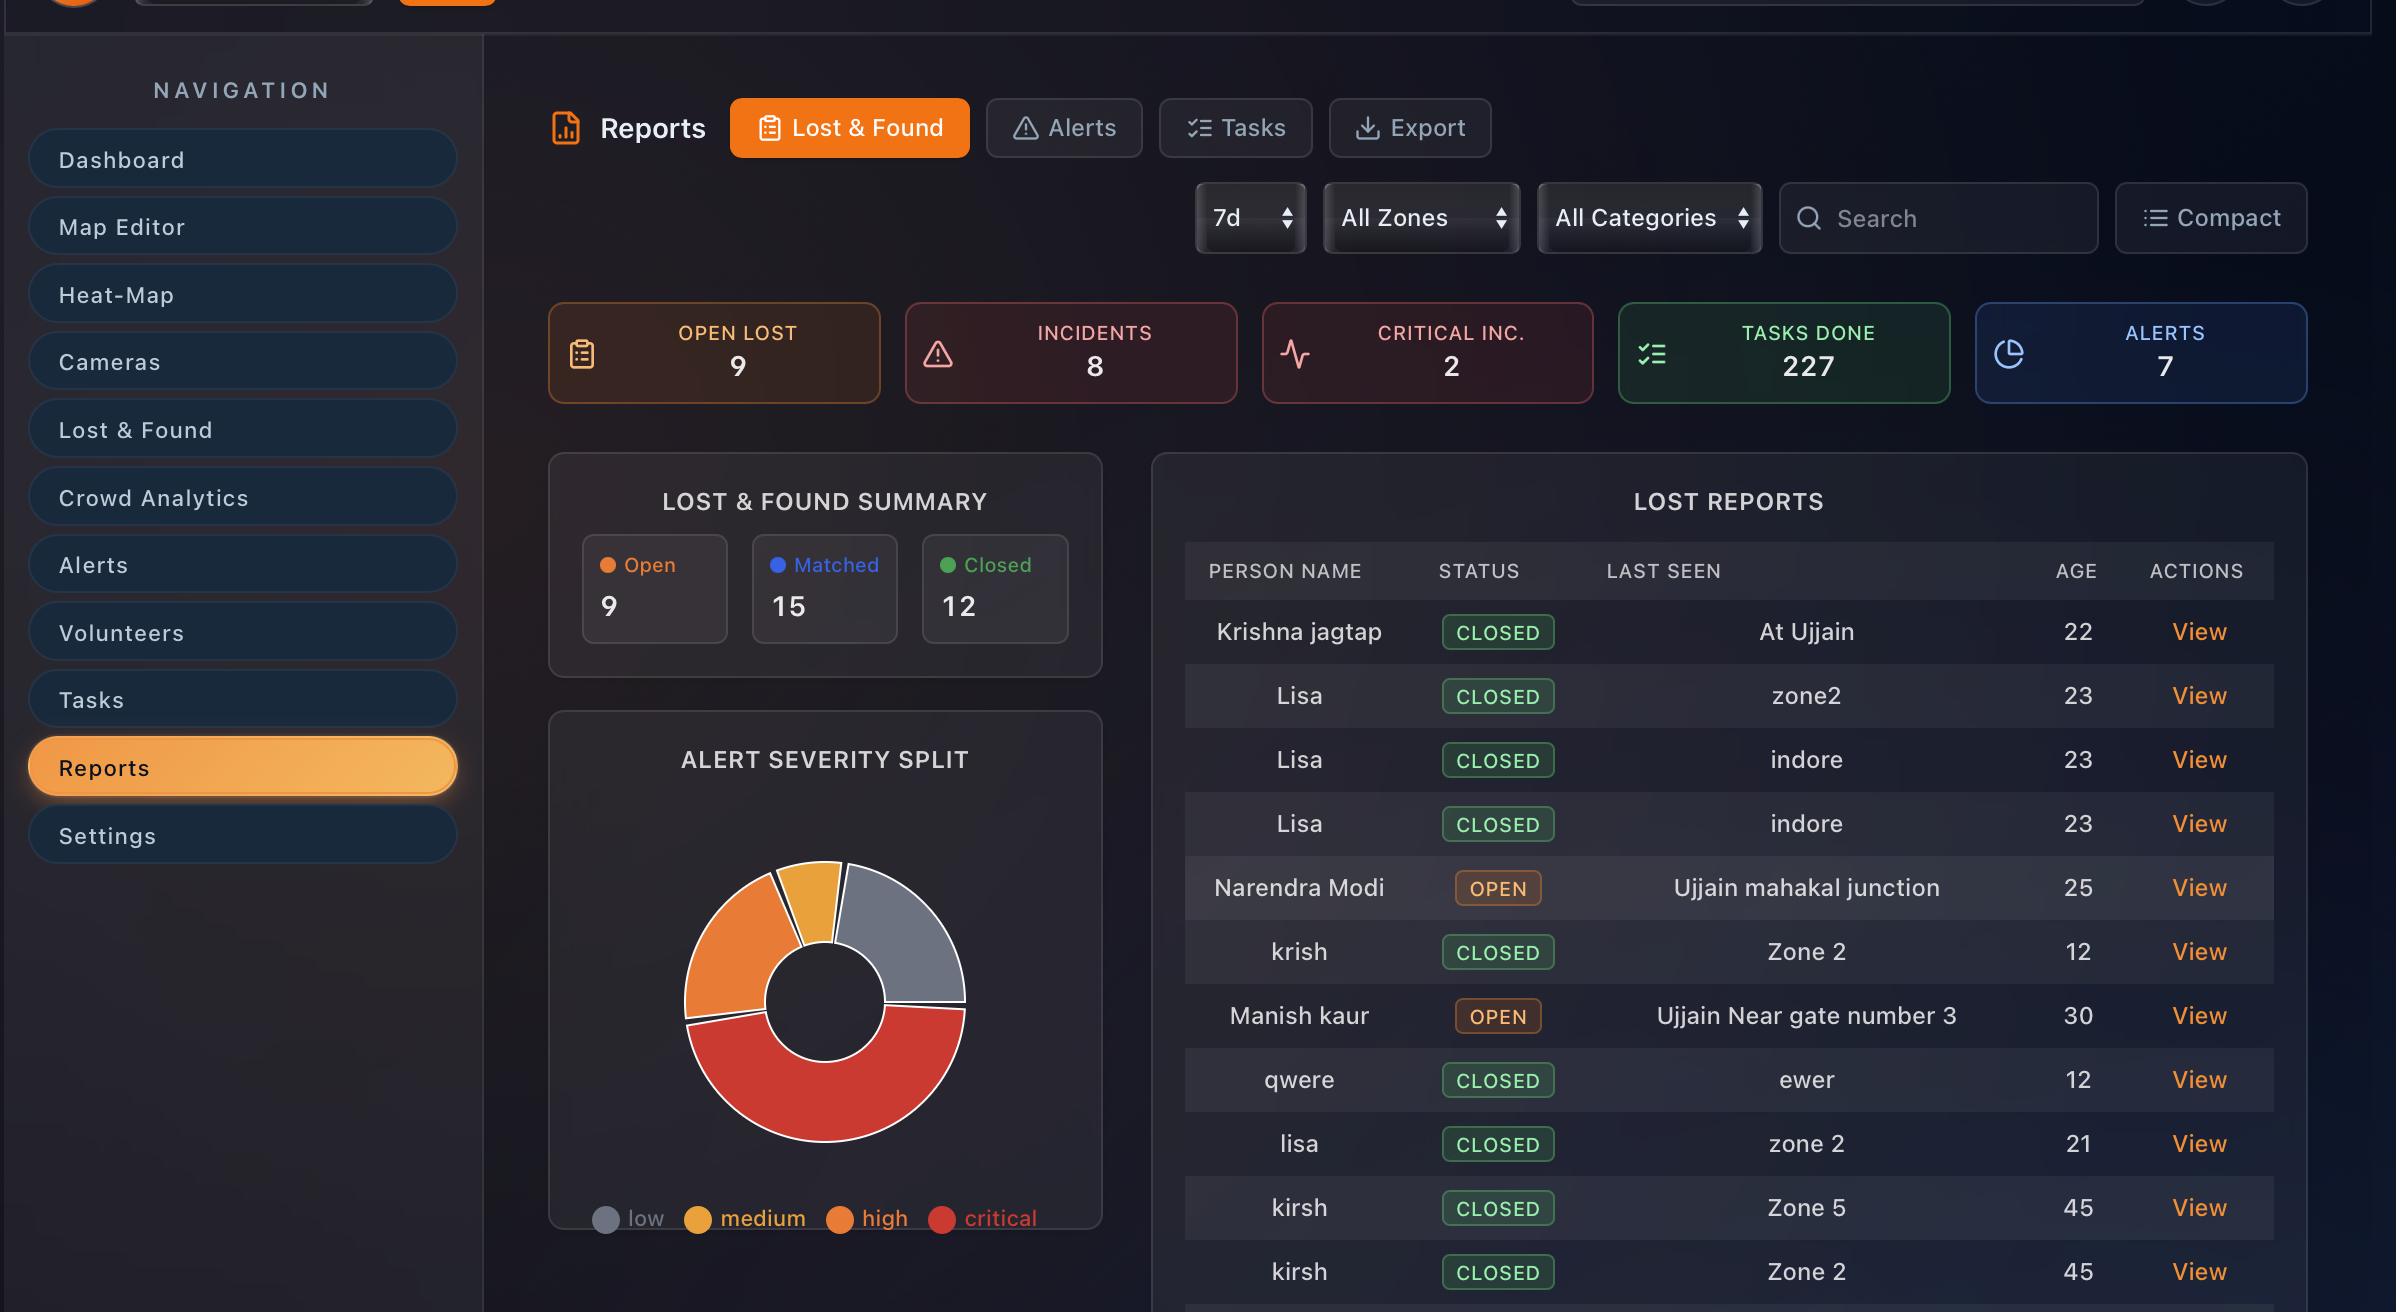 NAVIGATION
Dashboard
Map Editor
Heat-Map
Cameras
Lost & Found
Crowd Analytics
Alerts
Volunteers
Tasks
Reports
Settings
Reports Lost & Found Alerts Tasks Export
7d All Zones All Categories Search Compact
OPEN LOST
9
INCIDENTS
8
CRITICAL INC.
2
TASKS DONE
227
ALERTS
7
LOST & FOUND SUMMARY
Open Matched Closed
9 15 12
ALERT SEVERITY SPLIT
low medium high critical
LOST REPORTS
PERSON NAME STATUS LAST SEEN AGE ACTIONS
Krishna jagtap CLOSED At Ujjain 22 View
Lisa CLOSED zone2 23 View
Lisa CLOSED indore 23 View
Lisa CLOSED indore 23 View
Narendra Modi OPEN Ujjain mahakal junction 25 View
krish CLOSED Zone 2 12 View
Manish kaur OPEN Ujjain Near gate number 3 30 View
qwere CLOSED ewer 12 View
lisa CLOSED zone 2 21 View
kirsh CLOSED Zone 5 45 View
kirsh CLOSED Zone 2 45 View